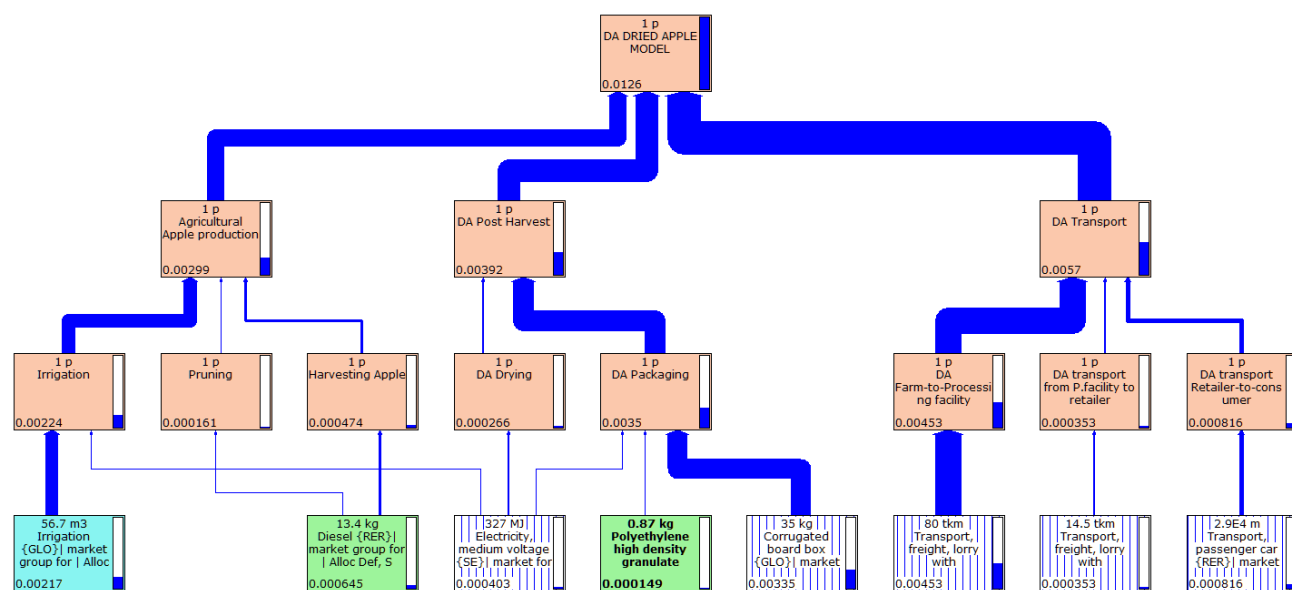 1 p
DA DRIED APPLE
MODEL
0.0126
1 p
Agricultural
Apple production
0.00299
1 p
DA Post Harvest
0.00392
1 p
DA Transport
0.0057
1 p
Irrigation
0.00224
1 p
Pruning
0.000161
1 p
Harvesting Apple
0.000474
1 p
DA Drying
0.000266
1 p
DA Packaging
0.0035
1 p
DA
Farm-to-Processi
ng facility
0.00453
1 p
DA transport
from P.facility to
retailer
0.000353
1 p
DA transport
Retailer-to-cons
umer
0.000816
56.7 m3
Irrigation
{GLO}| market
group for | Alloc
0.00217
13.4 kg
Diesel {RER}|
market group for
| Alloc Def, S
0.000645
327 MJ
Electricity,
medium voltage
{SE}| market for
0.000403
0.87 kg
Polyethylene
high density
granulate
0.000149
35 kg
Corrugated
board box
{GLO}| market
0.00335
80 tkm
Transport,
freight, lorry
with
0.00453
14.5 tkm
Transport,
freight, lorry
with
0.000353
2.9E4 m
Transport,
passenger car
{RER}| market
0.000816